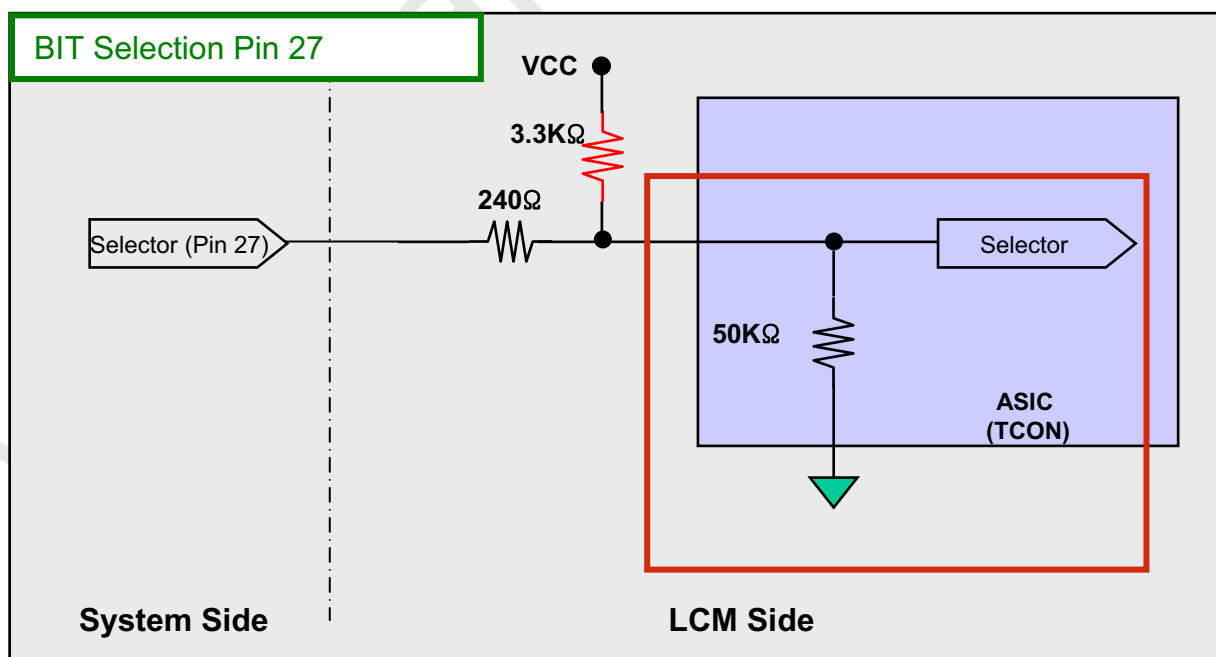 BIT Selection Pin 27
VCC
3.3KΩ
240Ω
Selector (Pin 27)
Selector
50KΩ
ASIC
(TCON)
System Side
LCM Side